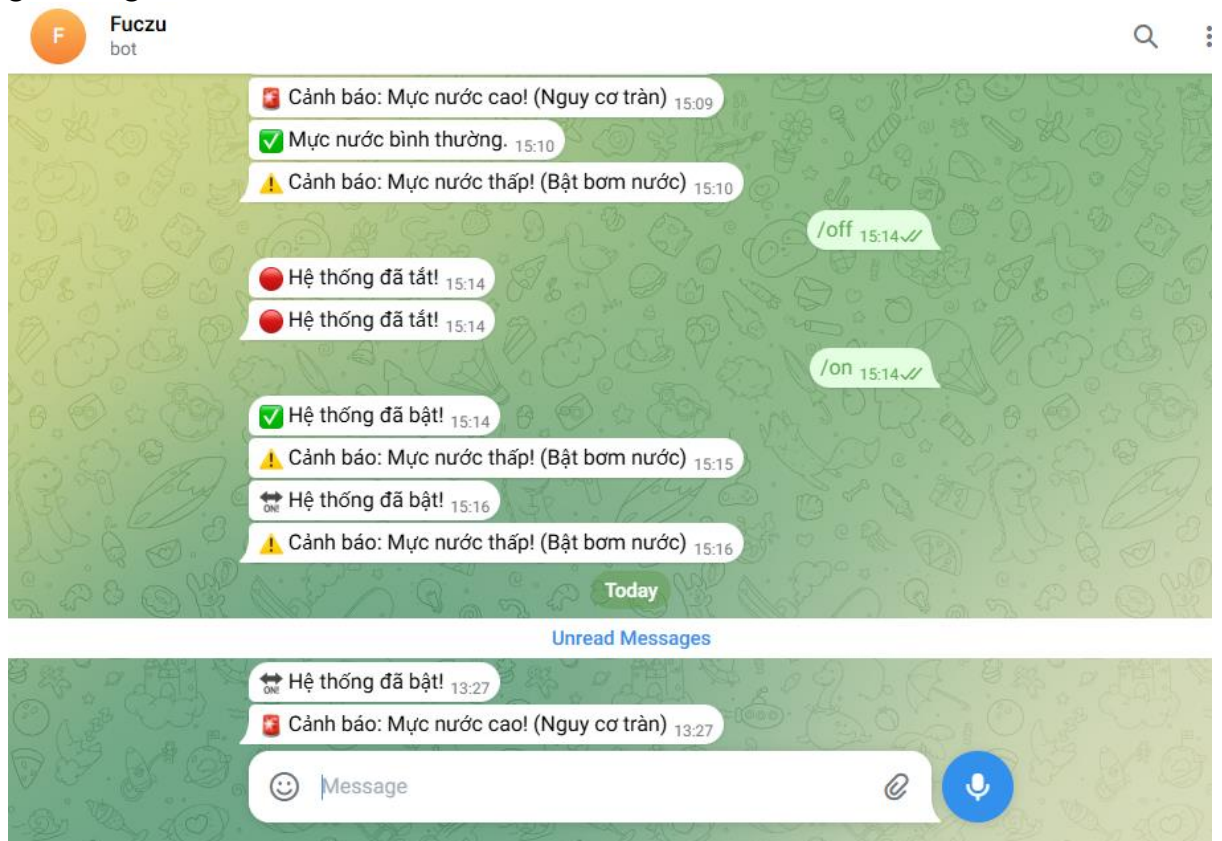 F
Fuczu
bot
🚨 Cảnh báo: Mực nước cao! (Nguy cơ tràn) 15:09
✅ Mực nước bình thường. 15:10
⚠️ Cảnh báo: Mực nước thấp! (Bật bơm nước) 15:10
/off 15:14
🔴 Hệ thống đã tắt! 15:14
🔴 Hệ thống đã tắt! 15:14
/on 15:14
✅ Hệ thống đã bật! 15:14
⚠️ Cảnh báo: Mực nước thấp! (Bật bơm nước) 15:15
🔛 Hệ thống đã bật! 15:16
⚠️ Cảnh báo: Mực nước thấp! (Bật bơm nước) 15:16
Today
Unread Messages
🔛 Hệ thống đã bật! 13:27
🚨 Cảnh báo: Mực nước cao! (Nguy cơ tràn) 13:27
Message